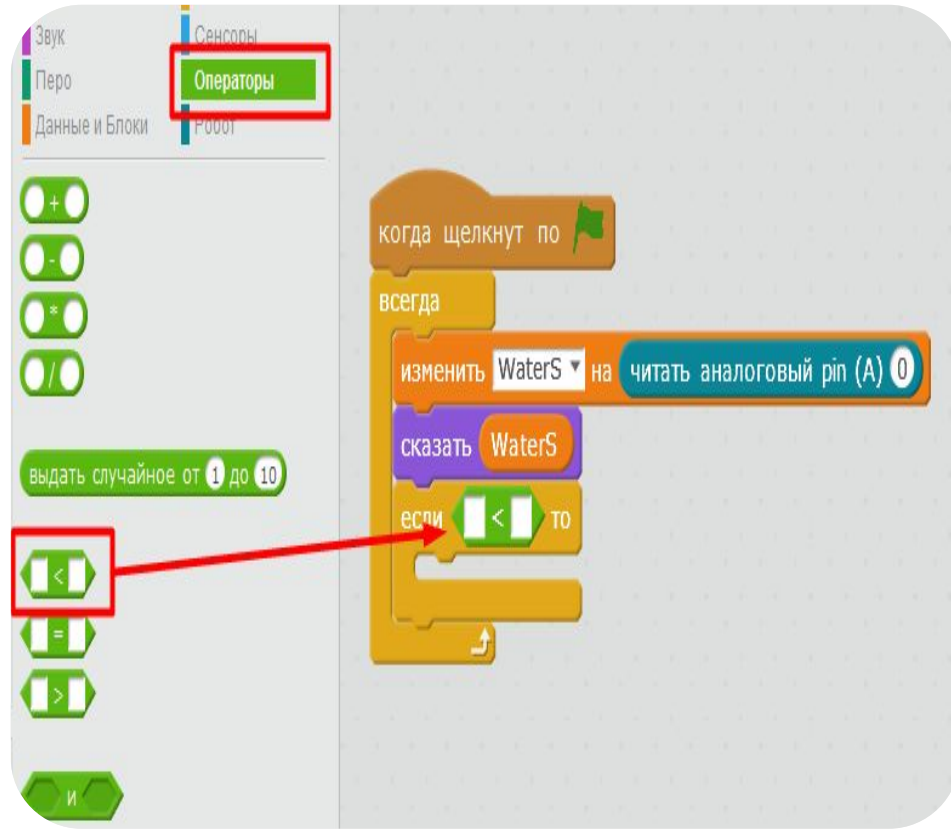 Звук
Сенсоры
Перо
Операторы
Данные и Блоки
Робот
+
-
*
/
выдать случайное от 1 до 10
<
=
>
и
когда щелкнут по
всегда
изменить WaterS на читать аналоговый pin (A) 0
сказать WaterS
если < то